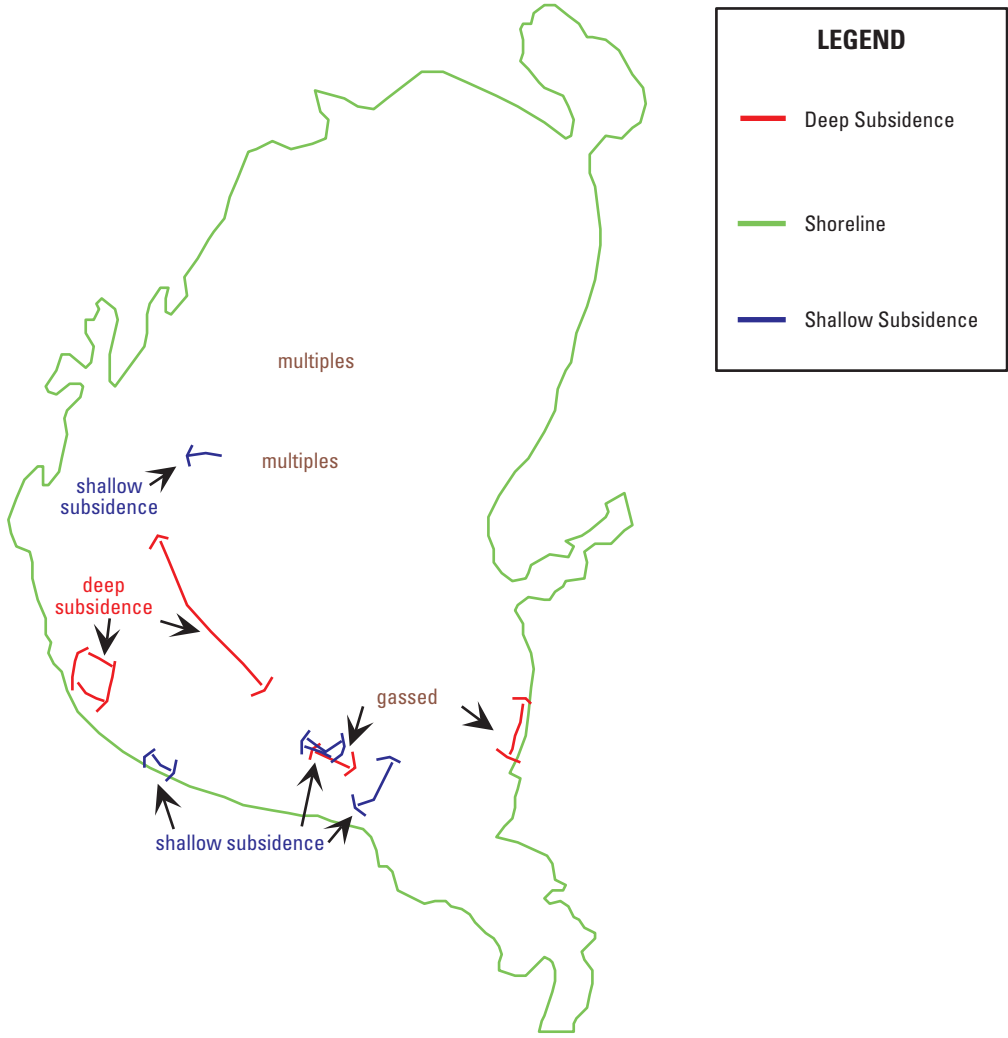 LEGEND
Deep Subsidence
Shoreline
Shallow Subsidence
multiples
multiples
shallow
subsidence
deep
subsidence
gassed
shallow subsidence